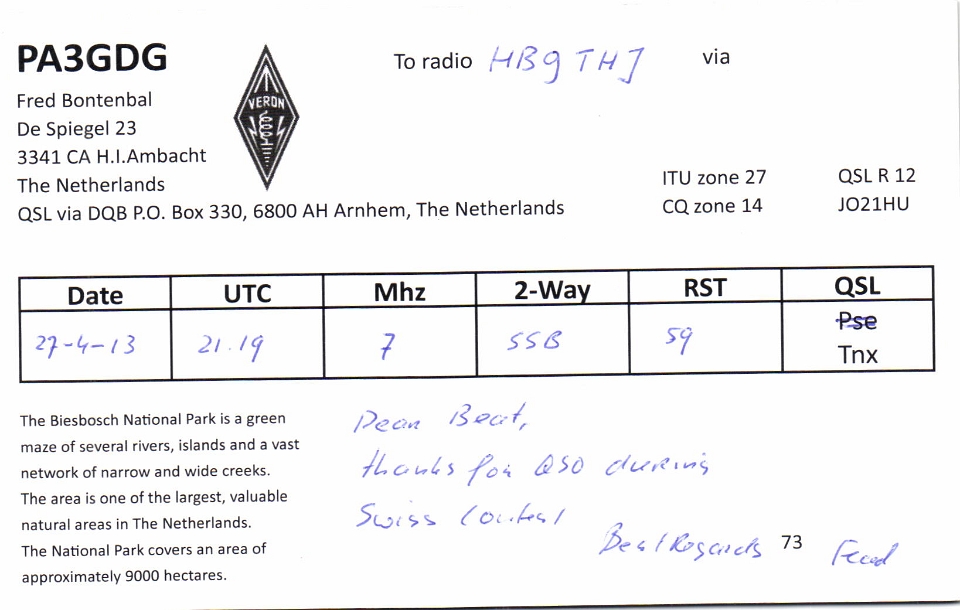 PA3GDG
To radio HB9THJ via
Fred Bontenbal
De Spiegel 23
3341 CA H.I.Ambacht
The Netherlands
QSL via DQB P.O. Box 330, 6800 AH Arnhem, The Netherlands
VERON
ITU zone 27 QSL R 12
CQ zone 14 JO21HU
Date UTC Mhz 2-Way RST QSL
27-4-13 21.19 7 SSB 59 Pse
Tnx
The Biesbosch National Park is a green
maze of several rivers, islands and a vast
network of narrow and wide creeks.
The area is one of the largest, valuable
natural areas in The Netherlands.
The National Park covers an area of
approximately 9000 hectares.
Dear Beat,
thanks for QSO during
Swiss Contest
Best Regards 73 Fred